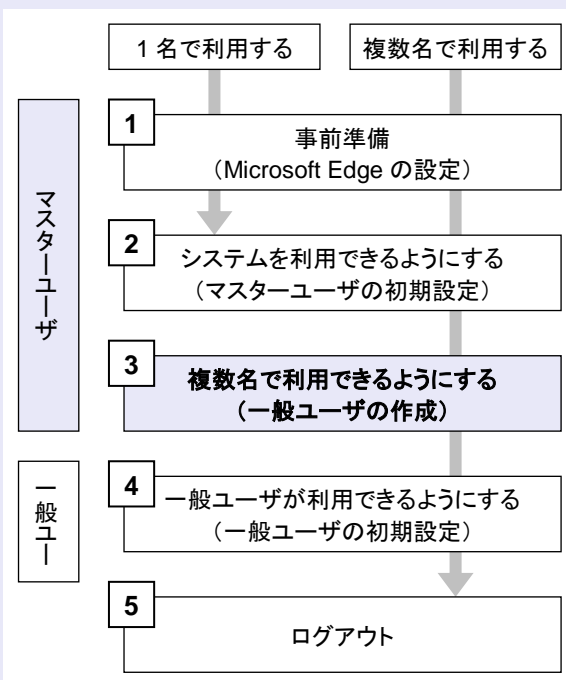 1 名で利用する
複数名で利用する
マスターユーザ
1
事前準備
（Microsoft Edge の設定）
2
システムを利用できるようにする
（マスターユーザの初期設定）
3
複数名で利用できるようにする
（一般ユーザの作成）
一般ユー
4
一般ユーザが利用できるようにする
（一般ユーザの初期設定）
5
ログアウト